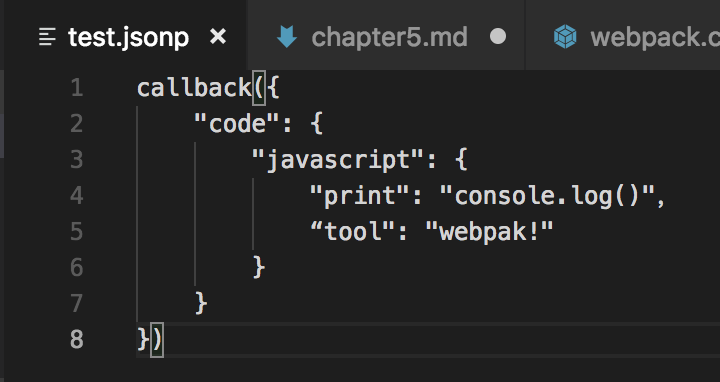 test.jsonp × chapter5.md webpack.c
1 callback({
2 "code": {
3 "javascript": {
4 "print": "console.log()",
5 “tool": "webpak!"
6 }
7 }
8 })